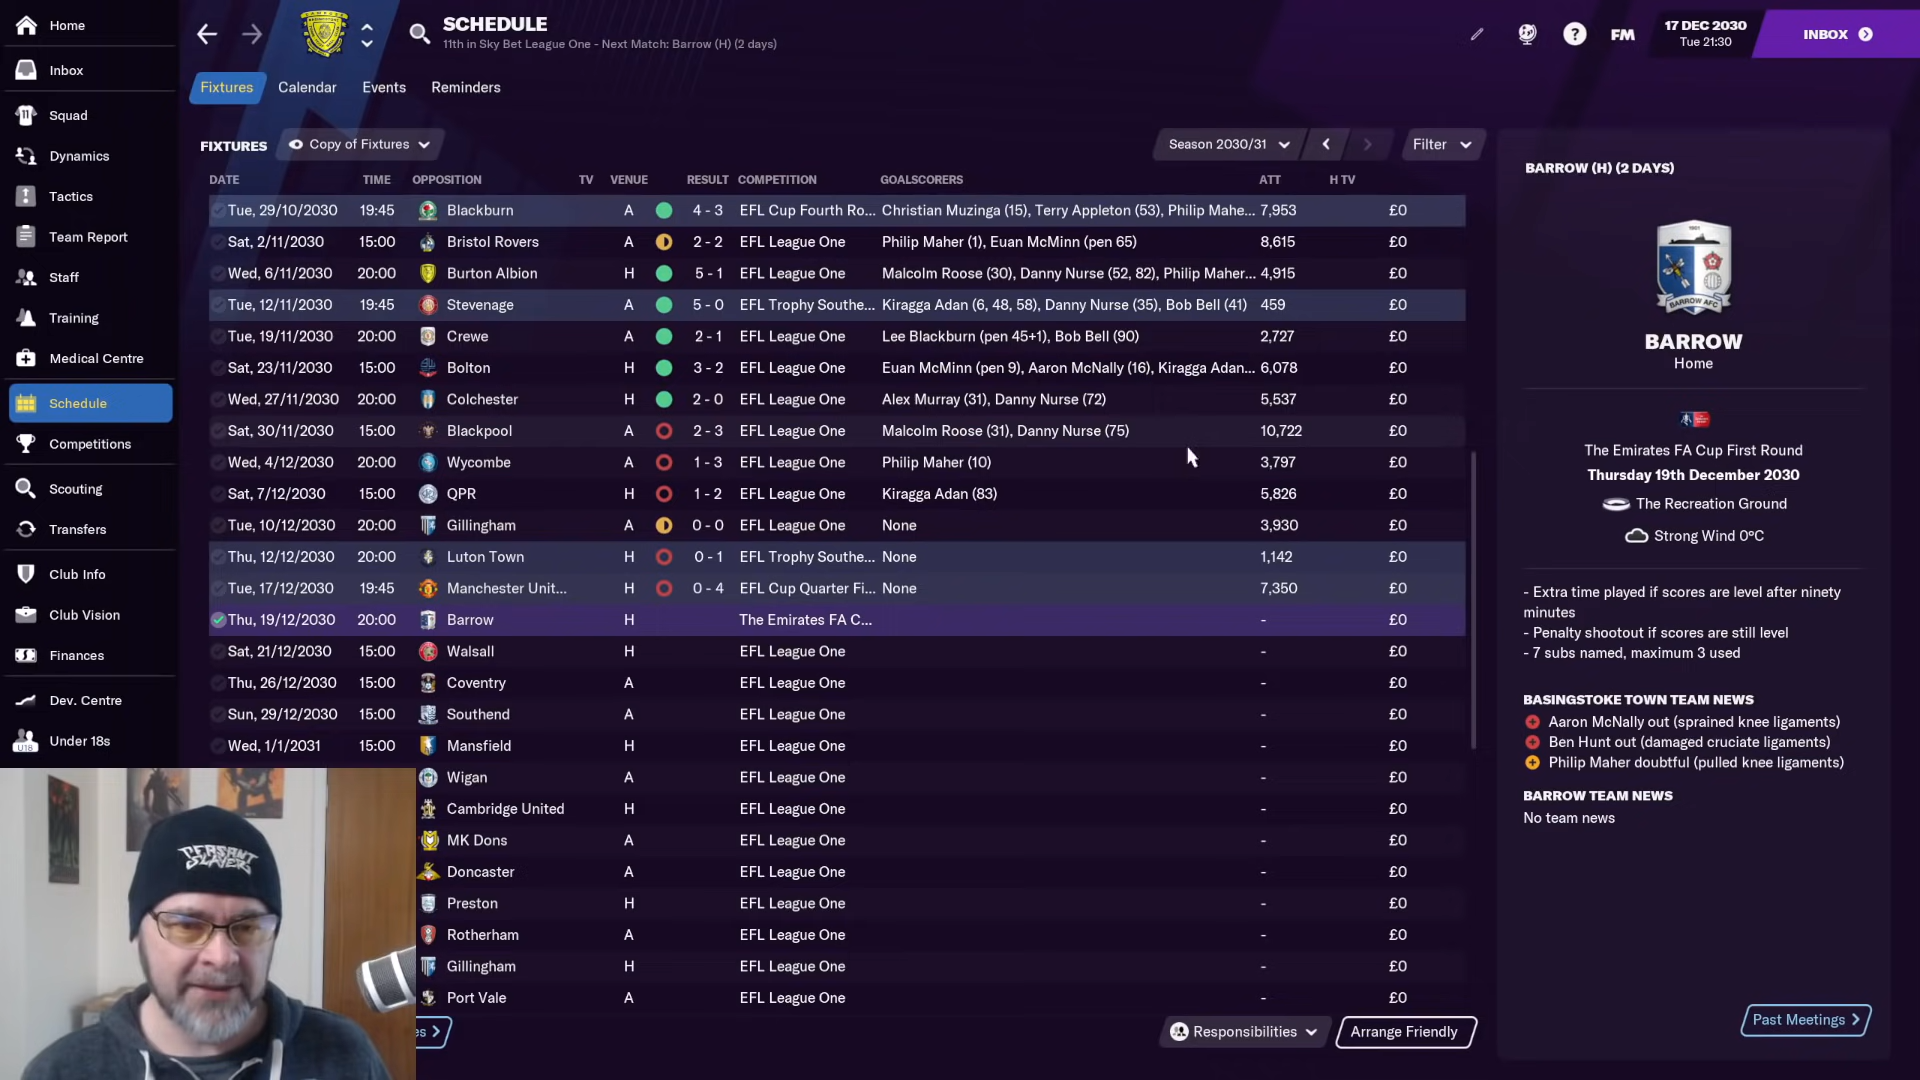 Home
Inbox
Squad
Dynamics
Tactics
Team Report
Staff
Training
Medical Centre
Schedule
Competitions
Scouting
Transfers
Club Info
Club Vision
Finances
Dev. Centre
Under 18s
SCHEDULE
11th in Sky Bet League One - Next Match: Barrow (H) (2 days)
FM
17 DEC 2030
Tue 21:30
INBOX
Fixtures Calendar Events Reminders
FIXTURES Copy of Fixtures Season 2030/31 Filter
DATE TIME OPPOSITION TV VENUE RESULT COMPETITION GOALSCORERS ATT H TV
Tue, 29/10/2030 19:45 Blackburn A 4 - 3 EFL Cup Fourth Ro... Christian Muzinga (15), Terry Appleton (53), Philip Mahe... 7,953 £0
Sat, 2/11/2030 15:00 Bristol Rovers A 2 - 2 EFL League One Philip Maher (1), Euan McMinn (pen 65) 8,615 £0
Wed, 6/11/2030 20:00 Burton Albion H 5 - 1 EFL League One Malcolm Roose (30), Danny Nurse (52, 82), Philip Maher... 4,915 £0
Tue, 12/11/2030 19:45 Stevenage A 5 - 0 EFL Trophy Southe... Kiragga Adan (6, 48, 58), Danny Nurse (35), Bob Bell (41) 459 £0
Tue, 19/11/2030 20:00 Crewe A 2 - 1 EFL League One Lee Blackburn (pen 45+1), Bob Bell (90) 2,727 £0
Sat, 23/11/2030 15:00 Bolton H 3 - 2 EFL League One Euan McMinn (pen 9), Aaron McNally (16), Kiragga Adan... 6,078 £0
Wed, 27/11/2030 20:00 Colchester H 2 - 0 EFL League One Alex Murray (31), Danny Nurse (72) 5,537 £0
Sat, 30/11/2030 15:00 Blackpool A 2 - 3 EFL League One Malcolm Roose (31), Danny Nurse (75) 10,722 £0
Wed, 4/12/2030 20:00 Wycombe A 1 - 3 EFL League One Philip Maher (10) 3,797 £0
Sat, 7/12/2030 15:00 QPR H 1 - 2 EFL League One Kiragga Adan (83) 5,826 £0
Tue, 10/12/2030 20:00 Gillingham A 0 - 0 EFL League One None 3,930 £0
Thu, 12/12/2030 20:00 Luton Town H 0 - 1 EFL Trophy Southe... None 1,142 £0
Tue, 17/12/2030 19:45 Manchester Unit... H 0 - 4 EFL Cup Quarter Fi... None 7,350 £0
Thu, 19/12/2030 20:00 Barrow H The Emirates FA C... - £0
Sat, 21/12/2030 15:00 Walsall H EFL League One - £0
Thu, 26/12/2030 15:00 Coventry A EFL League One - £0
Sun, 29/12/2030 15:00 Southend A EFL League One - £0
Wed, 1/1/2031 15:00 Mansfield H EFL League One - £0
Wigan A EFL League One - £0
Cambridge United H EFL League One - £0
MK Dons A EFL League One - £0
Doncaster A EFL League One - £0
Preston H EFL League One - £0
Rotherham A EFL League One - £0
Gillingham H EFL League One - £0
Port Vale A EFL League One - £0
Responsibilities Arrange Friendly
BARROW (H) (2 DAYS)
BARROW AFC
BARROW
Home
The Emirates FA Cup First Round
Thursday 19th December 2030
The Recreation Ground
Strong Wind 0°C
- Extra time played if scores are level after ninety
minutes
- Penalty shootout if scores are still level
- 7 subs named, maximum 3 used
BASINGSTOKE TOWN TEAM NEWS
Aaron McNally out (sprained knee ligaments)
Ben Hunt out (damaged cruciate ligaments)
Philip Maher doubtful (pulled knee ligaments)
BARROW TEAM NEWS
No team news
Past Meetings
PEASANT
SLAYER